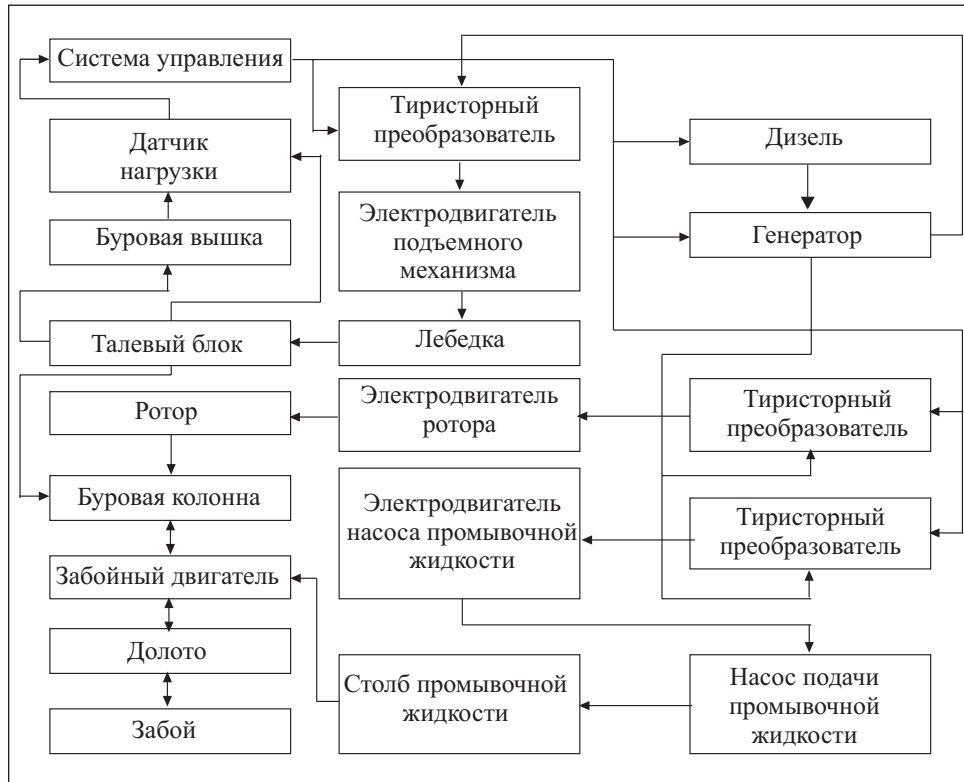 Система управления
Датчик
нагрузки
Буровая вышка
Талевый блок
Ротор
Буровая колонна
Забойный двигатель
Долото
Забой
Тиристорный
преобразователь
Электродвигатель
подъемного
механизма
Лебедка
Электродвигатель
ротора
Электродвигатель
насоса промывочной
жидкости
Столб промывочной
жидкости
Дизель
Генератор
Тиристорный
преобразователь
Тиристорный
преобразователь
Насос подачи
промывочной
жидкости